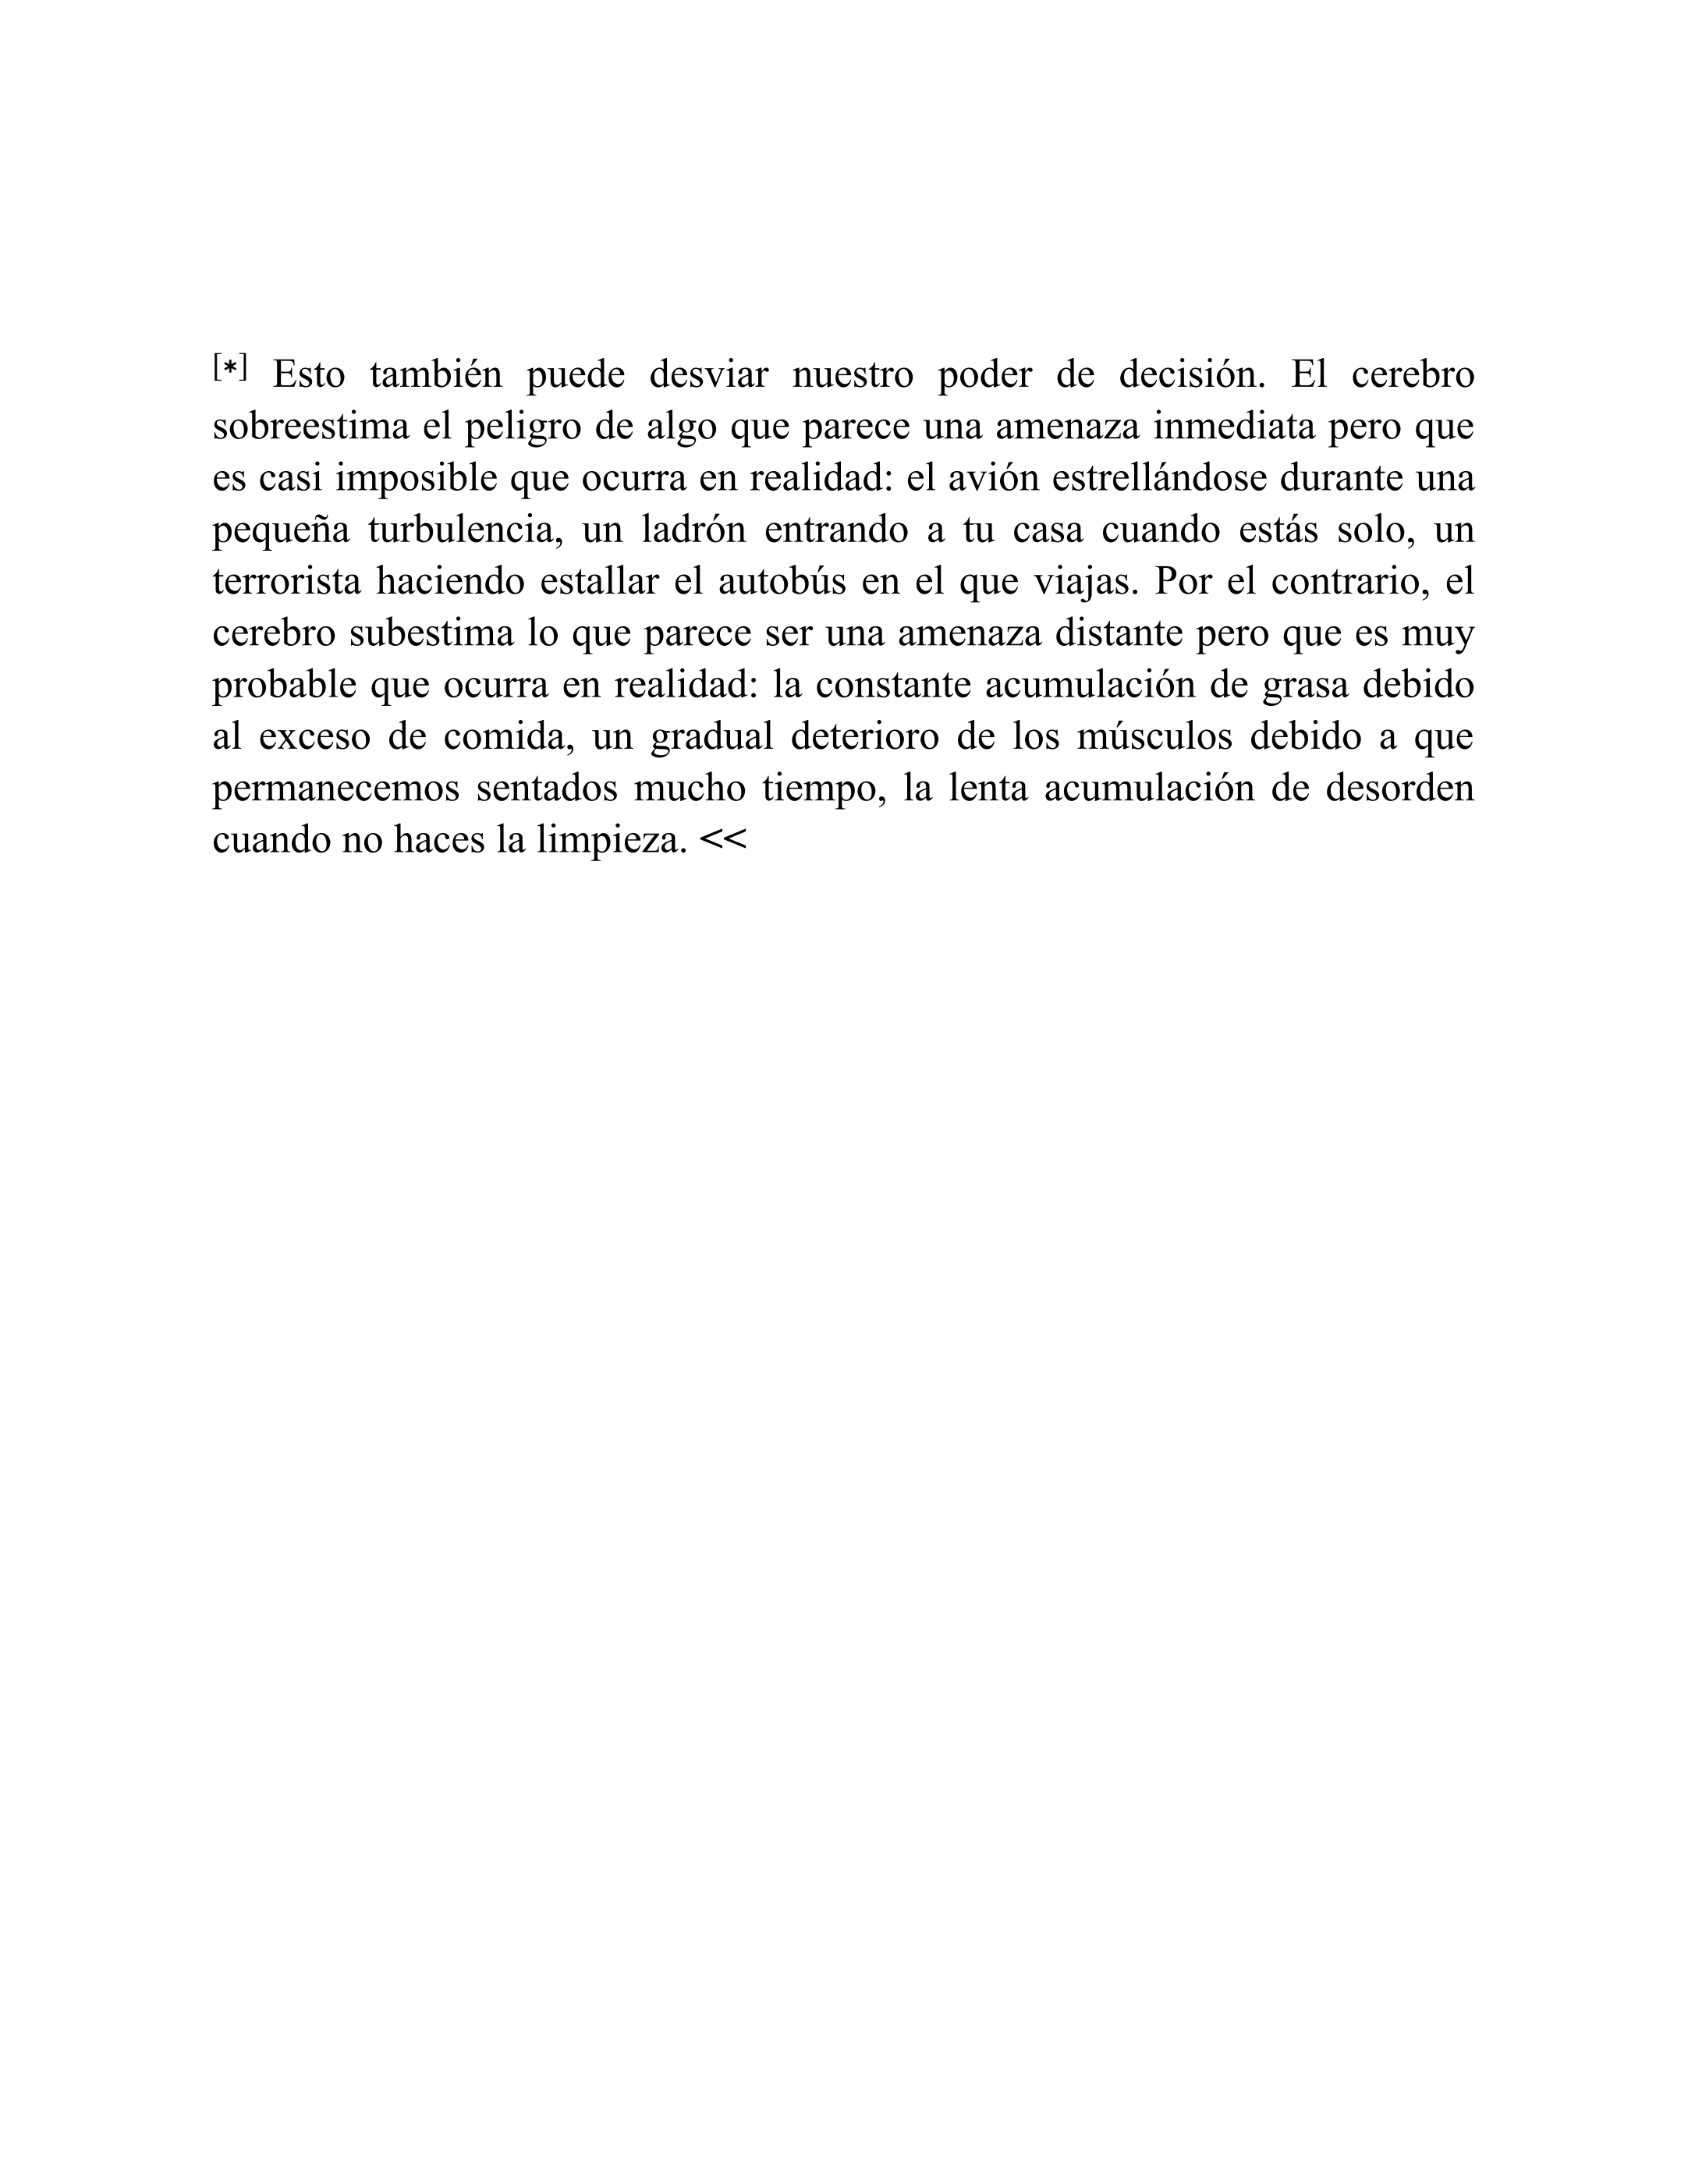 [*] Esto también puede desviar nuestro poder de decisión. El cerebro
sobreestima el peligro de algo que parece una amenaza inmediata pero que
es casi imposible que ocurra en realidad: el avión estrellándose durante una
pequeña turbulencia, un ladrón entrando a tu casa cuando estás solo, un
terrorista haciendo estallar el autobús en el que viajas. Por el contrario, el
cerebro subestima lo que parece ser una amenaza distante pero que es muy
probable que ocurra en realidad: la constante acumulación de grasa debido
al exceso de comida, un gradual deterioro de los músculos debido a que
permanecemos sentados mucho tiempo, la lenta acumulación de desorden
cuando no haces la limpieza. <<